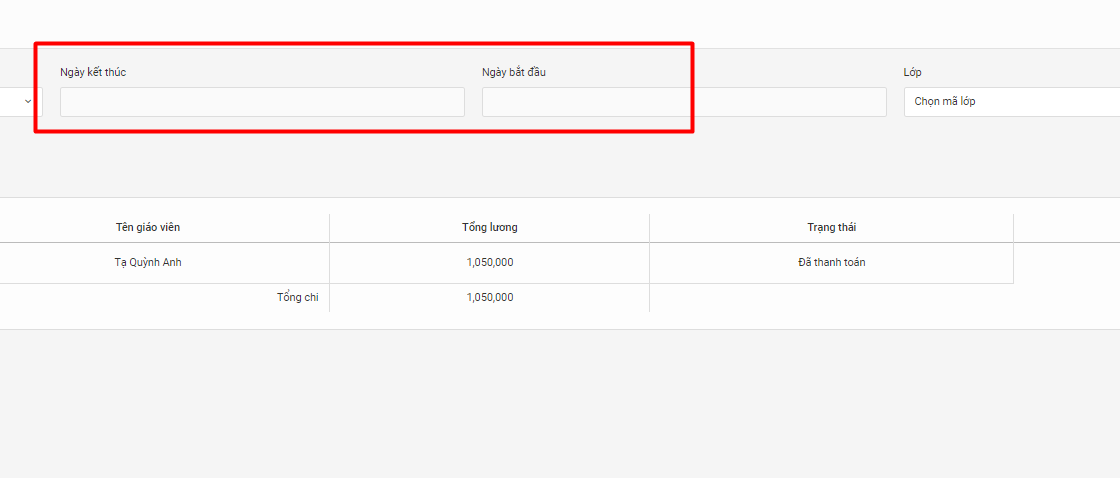 Ngày kết thúc
Ngày bắt đầu
Lớp
Chọn mã lớp
Tên giáo viên
Tổng lương
Trạng thái
Tạ Quỳnh Anh
1,050,000
Đã thanh toán
Tổng chi
1,050,000